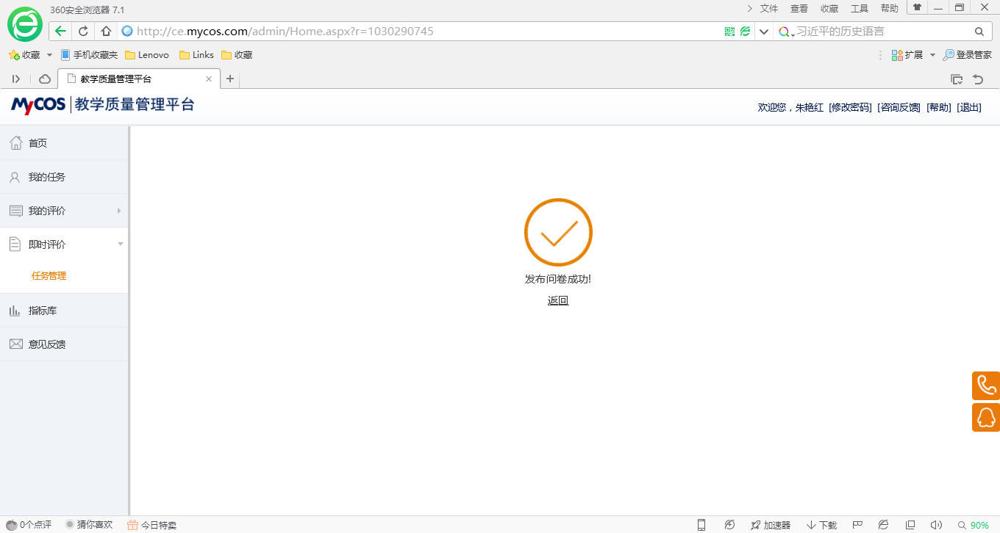 360安全浏览器 7.1 文件 查看 收藏 工具 帮助
http://ce.mycos.com/admin/Home.aspx?r=1030290745 习近平的历史语言
收藏 手机收藏夹 Lenovo Links 收藏 扩展 登录管家
教学质量管理平台
MyCOS 教学质量管理平台
欢迎您，朱艳红 [修改密码] [咨询反馈] [帮助] [退出]
首页
我的任务
我的评价
即时评价
任务管理
指标库
意见反馈
发布问卷成功!
返回
0个点评 猜你喜欢 今日特卖 加速器 下载 90%